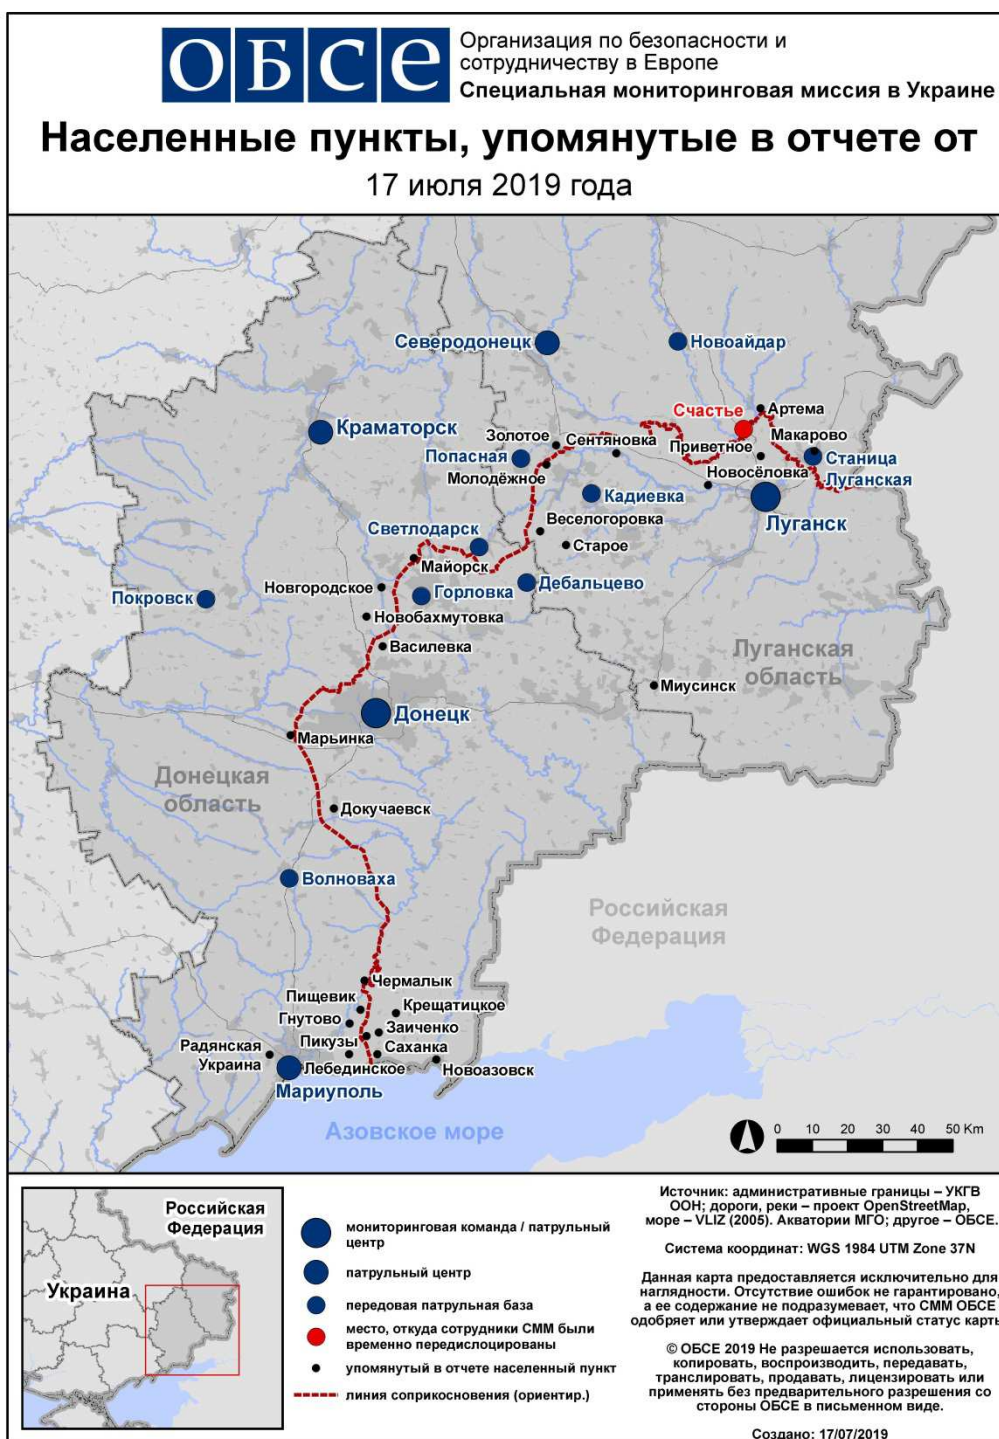 ОБСЕ
Организация по безопасности и
сотрудничеству в Европе
Специальная мониторинговая миссия в Украине
Населенные пункты, упомянутые в отчете от
17 июля 2019 года
Северодонецк
Новоайдар
Счастье
Артема
Краматорск
Золотое
Сентяновка
Приветное
Макарово
Попасная
Молодёжное
Новосёловка
Станица
Луганская
Кадиевка
Луганск
Светлодарск
Веселогоровка
Старое
Майорск
Новгородское
Дебальцево
Покровск
Горловка
Новобахмутовка
Василевка
Луганская
область
Миусинск
Донецк
Марьинка
Донецкая
область
Докучаевск
Волноваха
Российская
Федерация
Чермалык
Пищевик
Крещатицкое
Гнутово
Заиченко
Пикузы
Радянская
Украина
Саханка
Лебединское
Новоазовск
Мариуполь
Азовское море
0 10 20 30 40 50 Km
Российская
Федерация
Украина
мониторинговая команда / патрульный
центр
патрульный центр
передовая патрульная база
место, откуда сотрудники СММ были
временно передислоцированы
упомянутый в отчете населенный пункт
линия соприкосновения (ориентир.)
Источник: административные границы – УКГВ
ООН; дороги, реки – проект OpenStreetMap,
море – VLIZ (2005). Акватории МГО; другое – ОБСЕ.
Система координат: WGS 1984 UTM Zone 37N
Данная карта предоставляется исключительно для
наглядности. Отсутствие ошибок не гарантировано,
а ее содержание не подразумевает, что СММ ОБСЕ
одобряет или утверждает официальный статус карты
© ОБСЕ 2019 Не разрешается использовать,
копировать, воспроизводить, передавать,
транслировать, продавать, лицензировать или
применять без предварительного разрешения со
стороны ОБСЕ в письменном виде.
Создано: 17/07/2019